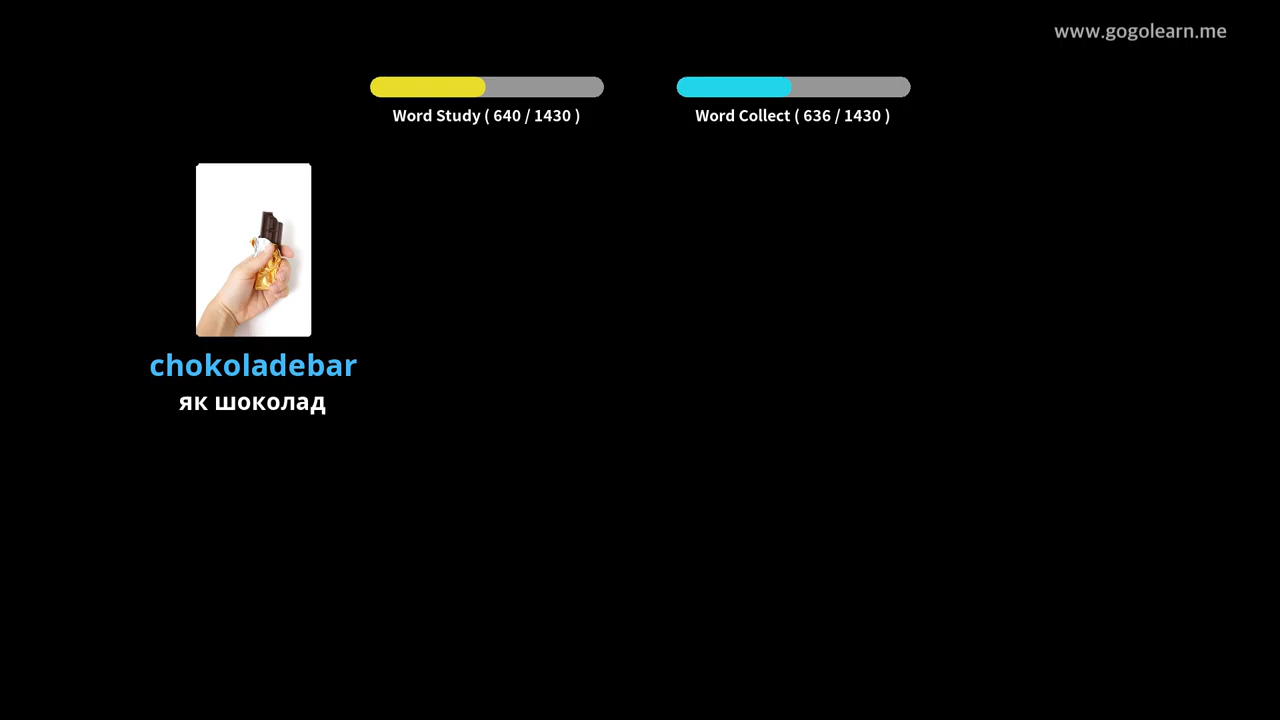 www.gogolearn.me
Word Study ( 640 / 1430 )
Word Collect ( 636 / 1430 )
chokoladebar
як шоколад